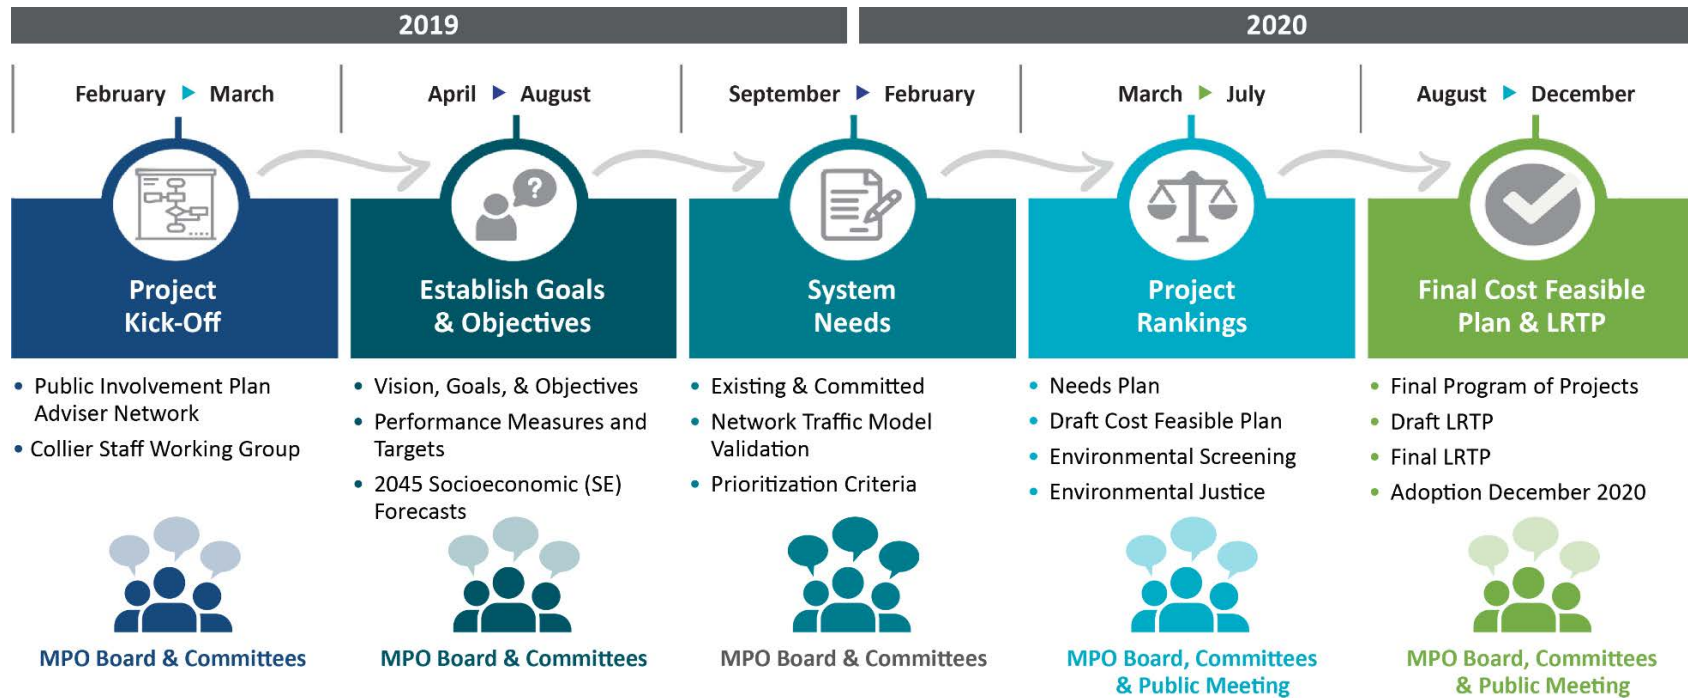 2019
2020
February ▶ March
April ▶ August
September ▶ February
March ▶ July
August ▶ December
?
Project
Kick-Off
Establish Goals
& Objectives
System
Needs
Project
Rankings
Final Cost Feasible
Plan & LRTP
• Public Involvement Plan
Adviser Network
• Collier Staff Working Group
• Vision, Goals, & Objectives
• Performance Measures and
Targets
• 2045 Socioeconomic (SE)
Forecasts
• Existing & Committed
• Network Traffic Model
Validation
• Prioritization Criteria
• Needs Plan
• Draft Cost Feasible Plan
• Environmental Screening
• Environmental Justice
• Final Program of Projects
• Draft LRTP
• Final LRTP
• Adoption December 2020
MPO Board & Committees
MPO Board & Committees
MPO Board & Committees
MPO Board, Committees
& Public Meeting
MPO Board, Committees
& Public Meeting